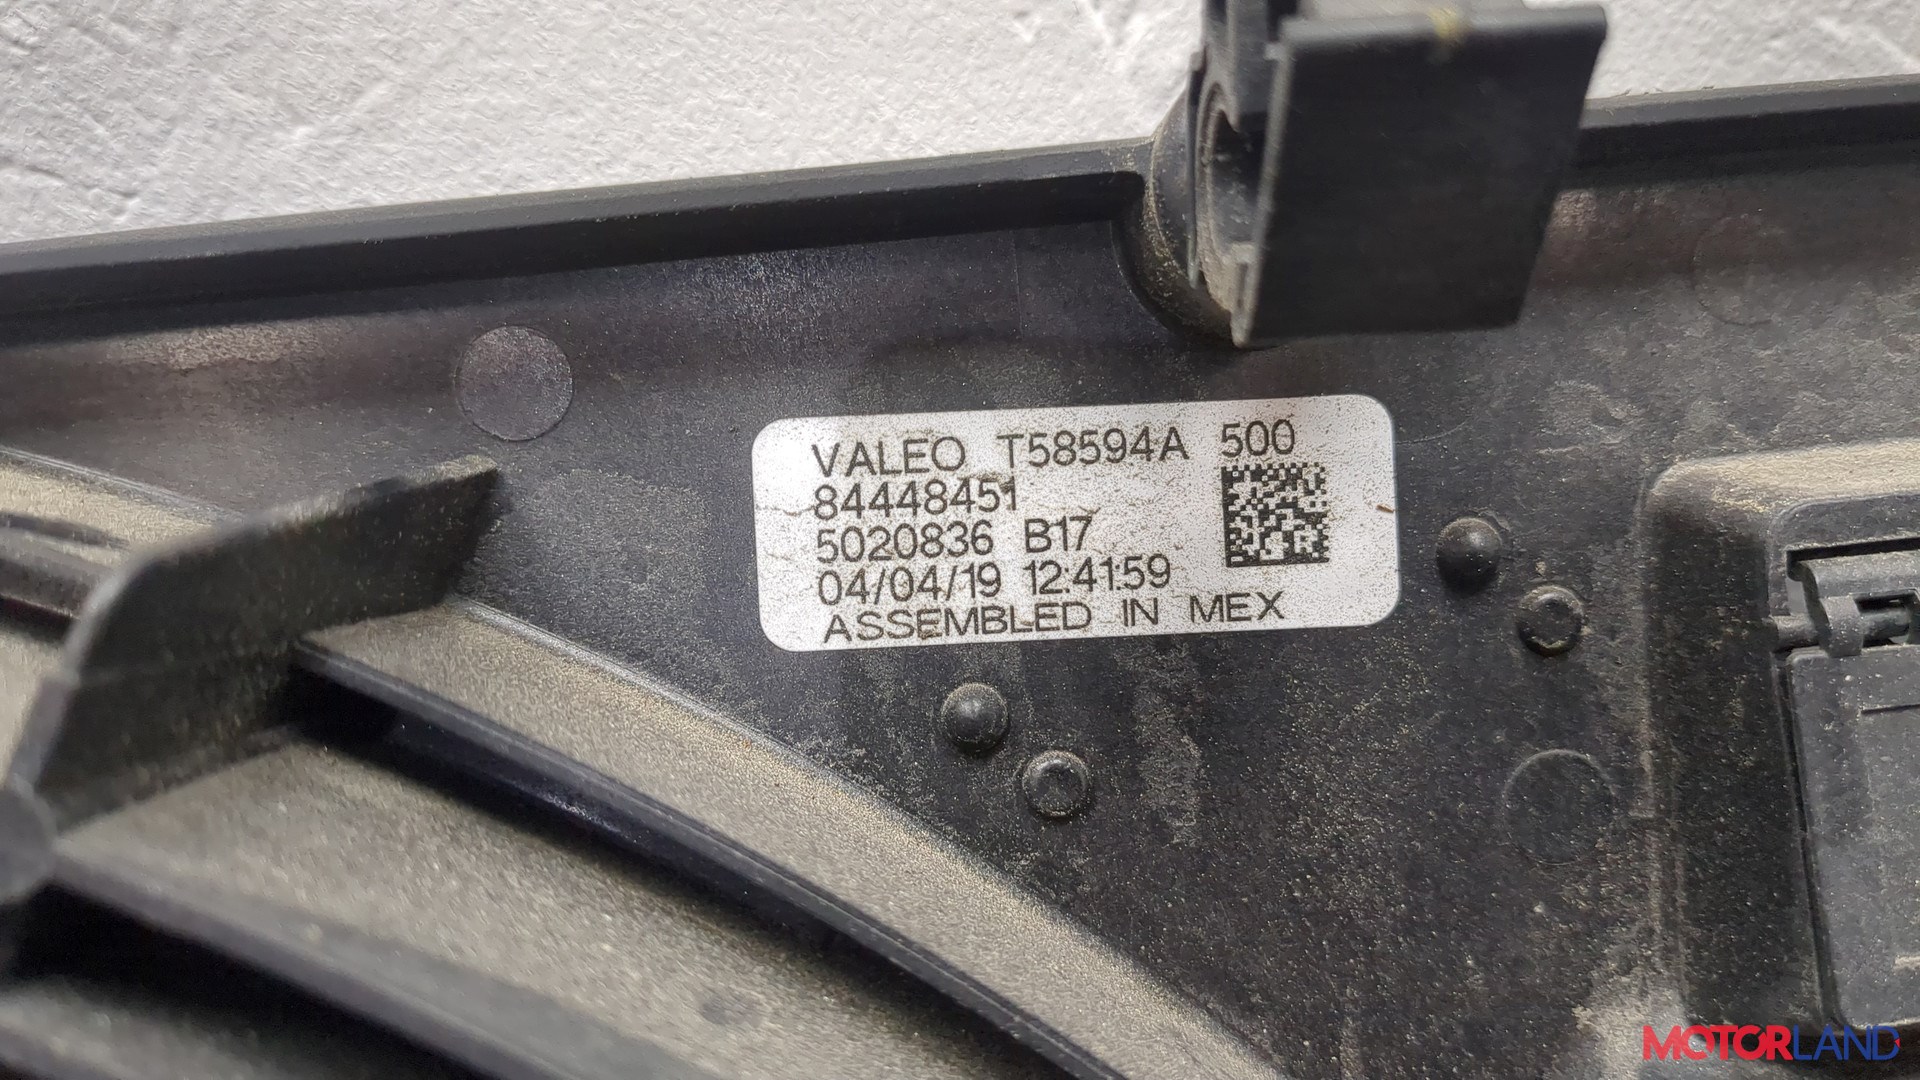 VALEO T58594A 500
84448451
5020836 B17
04/04/19 12:41:59
ASSEMBLED IN MEX
MOTORLAND